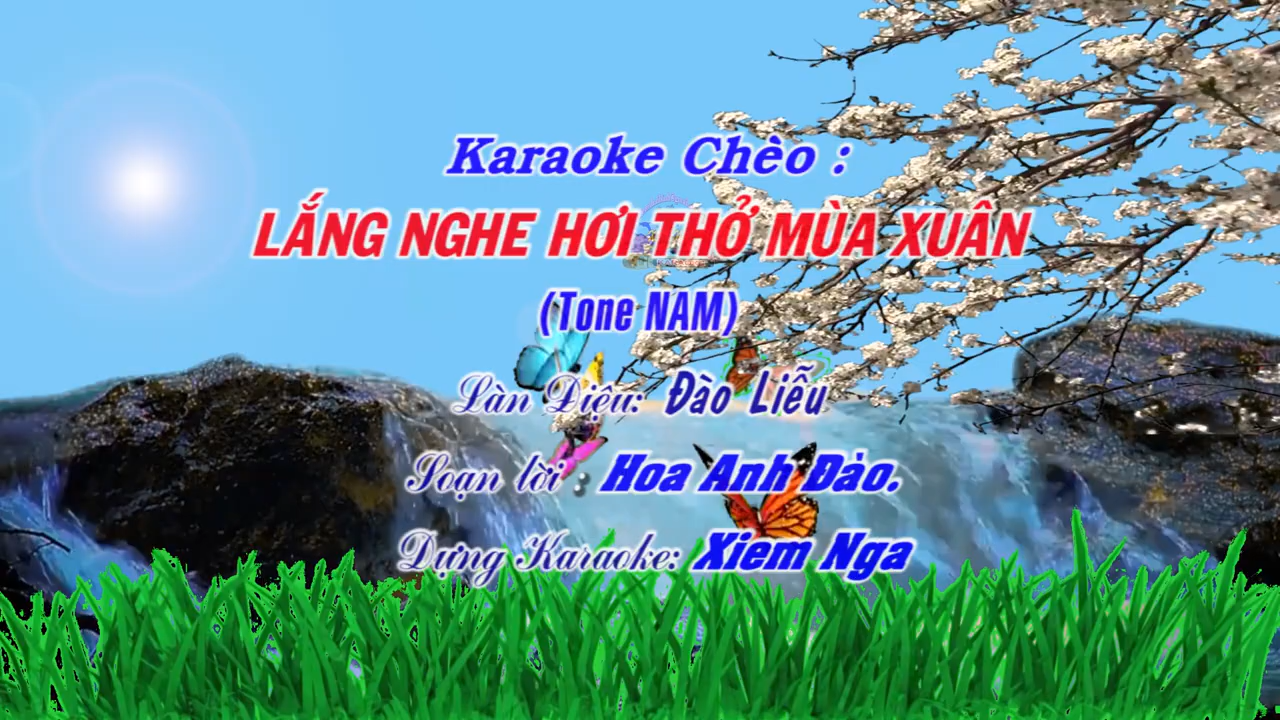 Karaoke Chèo :
LẮNG NGHE HƠI THỞ MÙA XUÂN
(Tone NAM)
Làn Điệu: Đào Liễu
Soạn lời : Hoa Anh Đào.
Dựng Karaoke: Xiem Nga